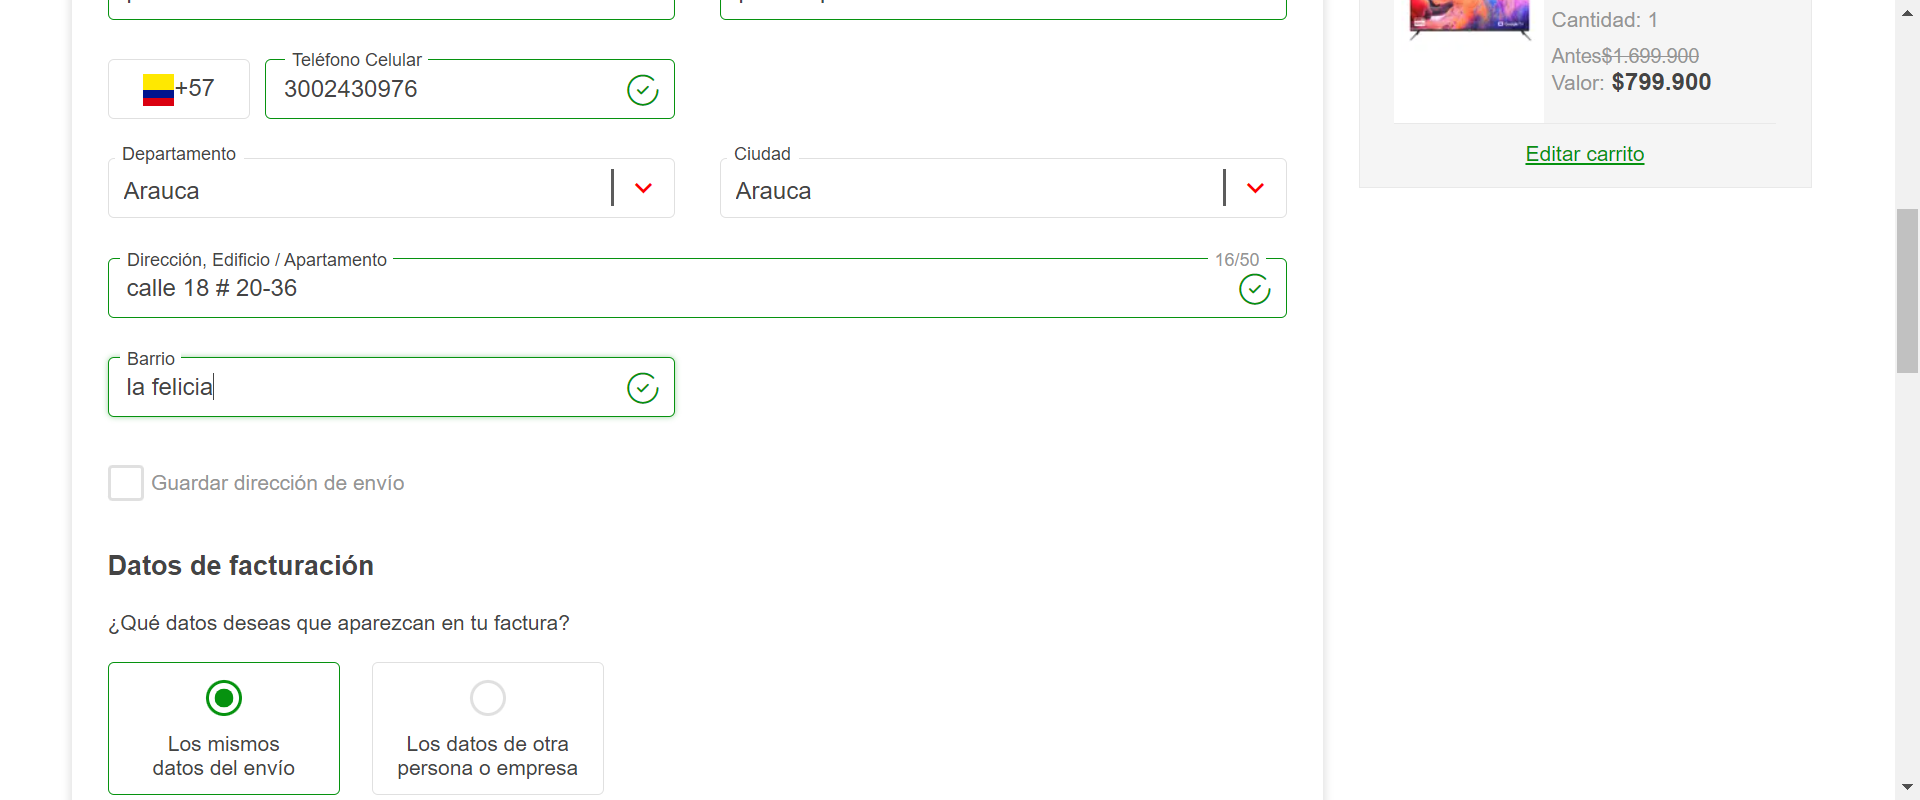 +57
Teléfono Celular
3002430976
Departamento
Arauca
Ciudad
Arauca
Dirección, Edificio / Apartamento
16/50
calle 18 # 20-36
Barrio
la felicia
Guardar dirección de envío
Datos de facturación
¿Qué datos deseas que aparezcan en tu factura?
Los mismos
datos del envío
Los datos de otra
persona o empresa
Cantidad: 1
Antes$1.699.900
Valor: $799.900
Editar carrito